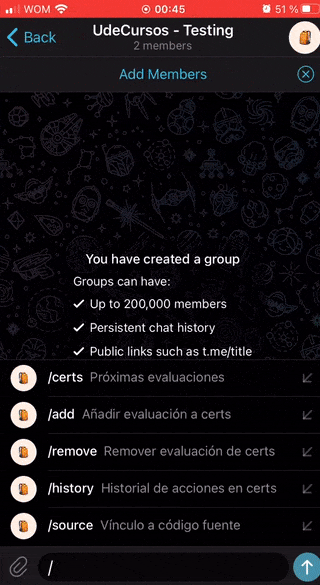 WOM 00:45 51 %
Back UdeCursos - Testing
2 members
Add Members
You have created a group
Groups can have:
Up to 200,000 members
Persistent chat history
Public links such as t.me/title
/certs Próximas evaluaciones
/add Añadir evaluación a certs
/remove Remover evaluación de certs
/history Historial de acciones en certs
/source Vínculo a código fuente
/